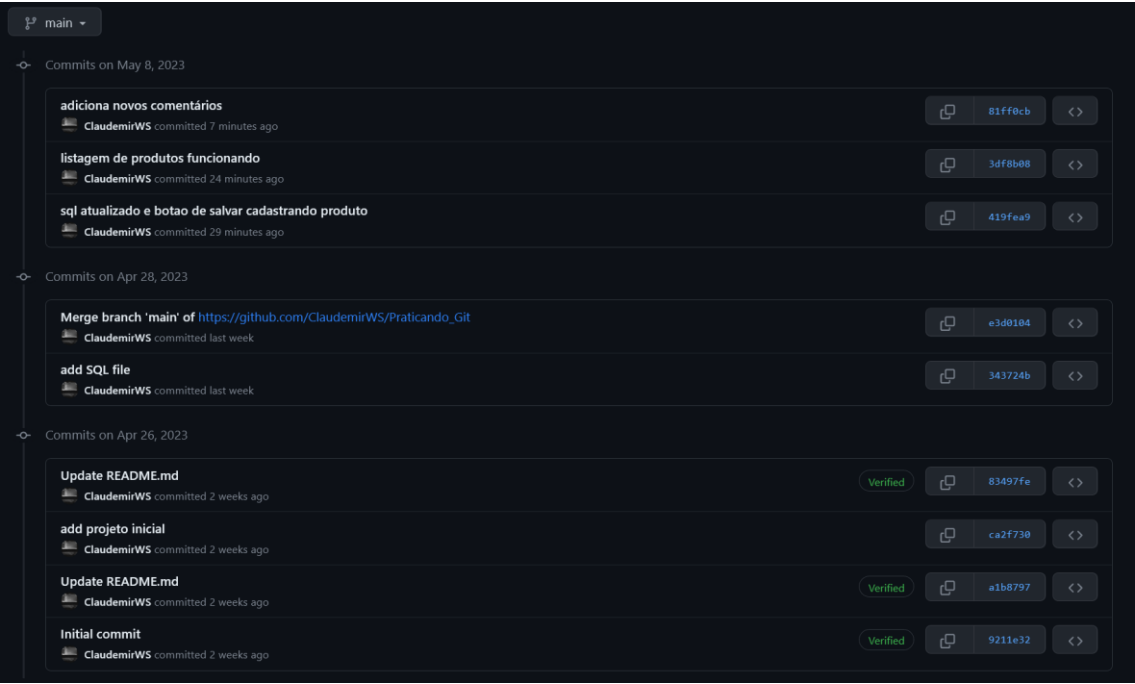 main
Commits on May 8, 2023
adiciona novos comentários
ClaudemirWS committed 7 minutes ago
81ff0cb
listagem de produtos funcionando
ClaudemirWS committed 24 minutes ago
3df8b08
sql atualizado e botao de salvar cadastrando produto
ClaudemirWS committed 29 minutes ago
419fea9
Commits on Apr 28, 2023
Merge branch 'main' of https://github.com/ClaudemirWS/Praticando_Git
ClaudemirWS committed last week
e3d0104
add SQL file
ClaudemirWS committed last week
343724b
Commits on Apr 26, 2023
Update README.md
ClaudemirWS committed 2 weeks ago
Verified
83497fe
add projeto inicial
ClaudemirWS committed 2 weeks ago
ca2f730
Update README.md
ClaudemirWS committed 2 weeks ago
Verified
a1b8797
Initial commit
ClaudemirWS committed 2 weeks ago
Verified
9211e32